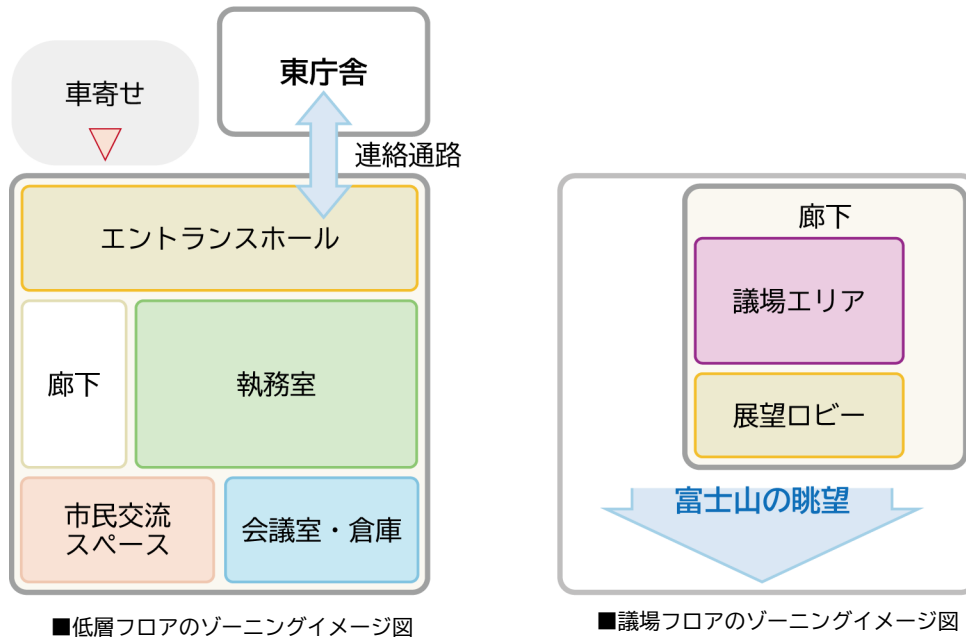 東庁舎
車寄せ
連絡通路
エントランスホール
廊下
執務室
市民交流
スペース
会議室・倉庫
■低層フロアのゾーニングイメージ図
廊下
議場エリア
展望ロビー
富士山の眺望
■議場フロアのゾーニングイメージ図